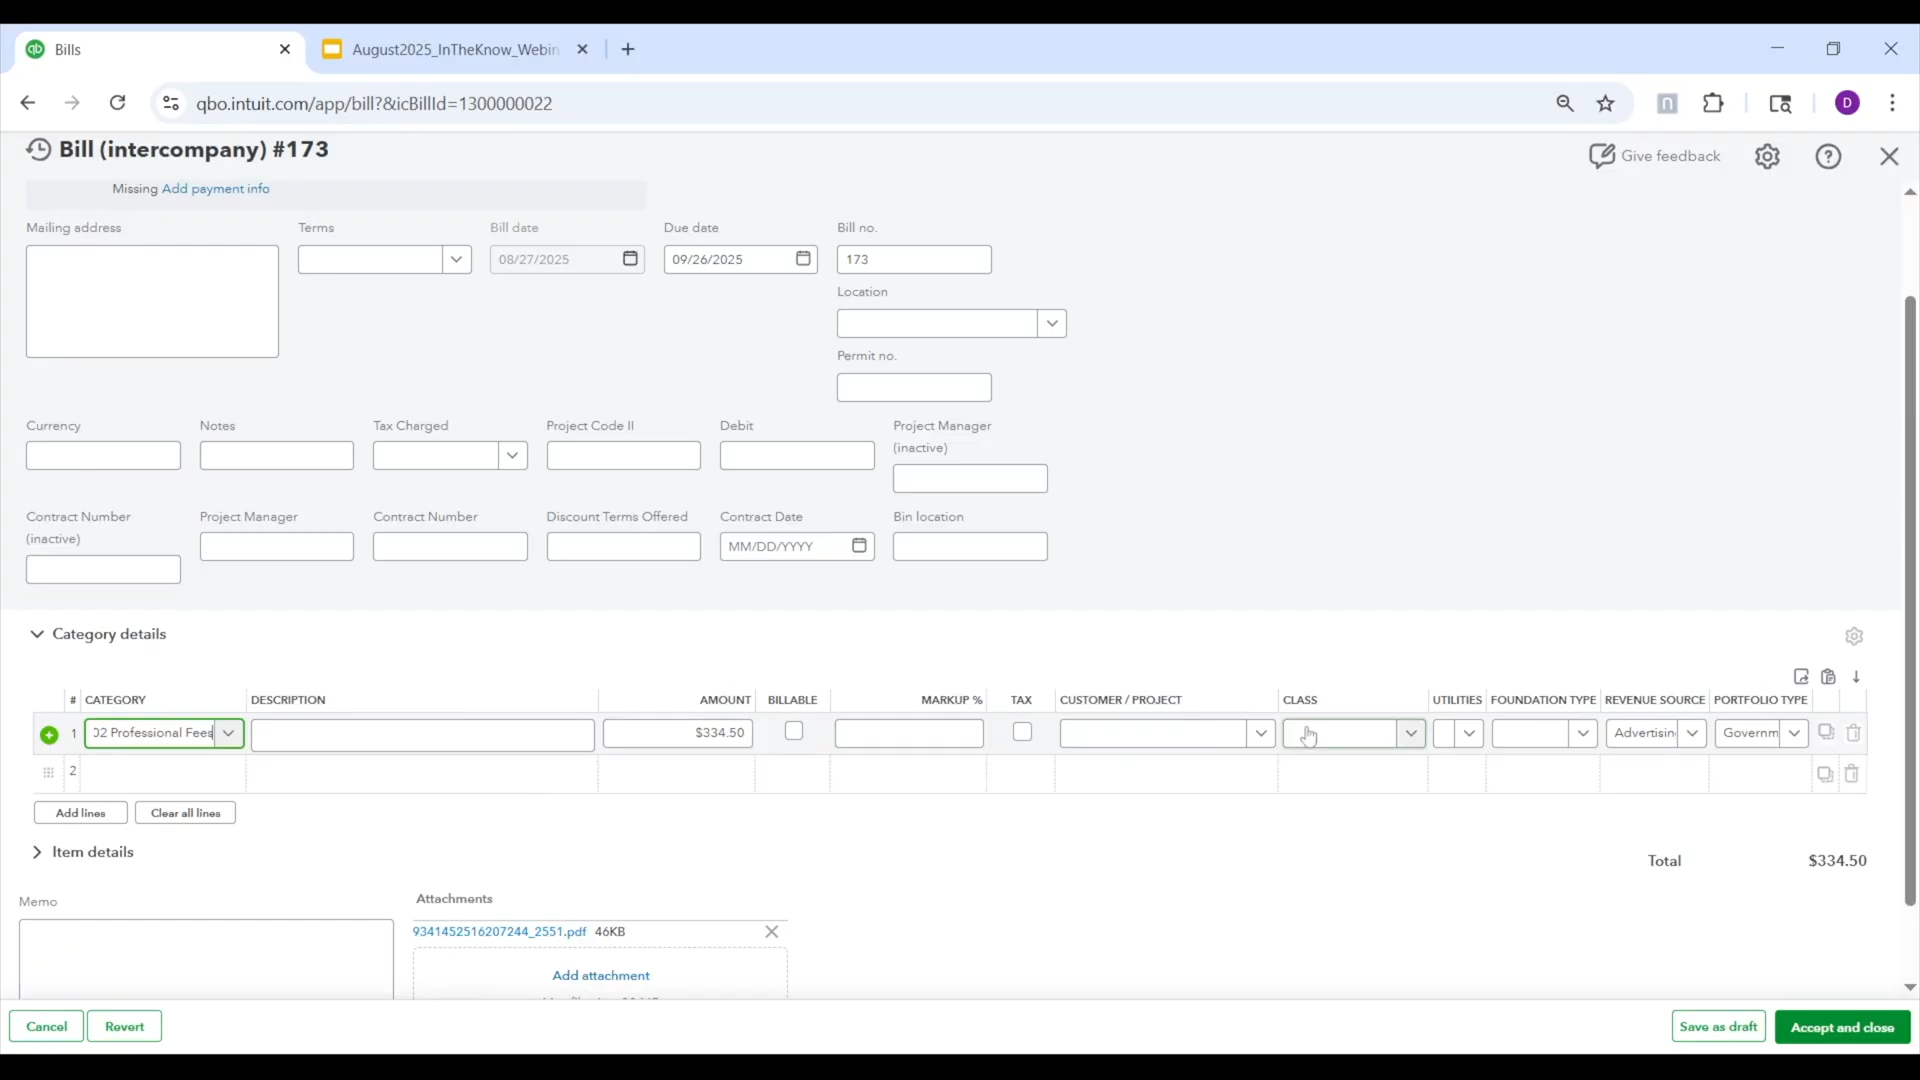 Bills
August2025_InTheKnow_Webin
qbo.intuit.com/app/bill?&icBillId=1300000022
D
Bill (intercompany) #173
Give feedback
Missing Add payment info
Mailing address
Terms
Bill date
Due date
Bill no.
08/27/2025
09/26/2025
173
Location
Permit no.
Currency
Notes
Tax Charged
Project Code II
Debit
Project Manager
(inactive)
Contract Number
(inactive)
Project Manager
Contract Number
Discount Terms Offered
Contract Date
Bin location
MM/DD/YYYY
Category details
# CATEGORY DESCRIPTION AMOUNT BILLABLE MARKUP % TAX CUSTOMER / PROJECT CLASS UTILITIES FOUNDATION TYPE REVENUE SOURCE PORTFOLIO TYPE
1 02 Professional Fees $334.50 Advertisin Governm
2
Add lines
Clear all lines
Item details
Total $334.50
Memo
Attachments
9341452516207244_2551.pdf 46KB
Add attachment
Cancel
Revert
Save as draft
Accept and close